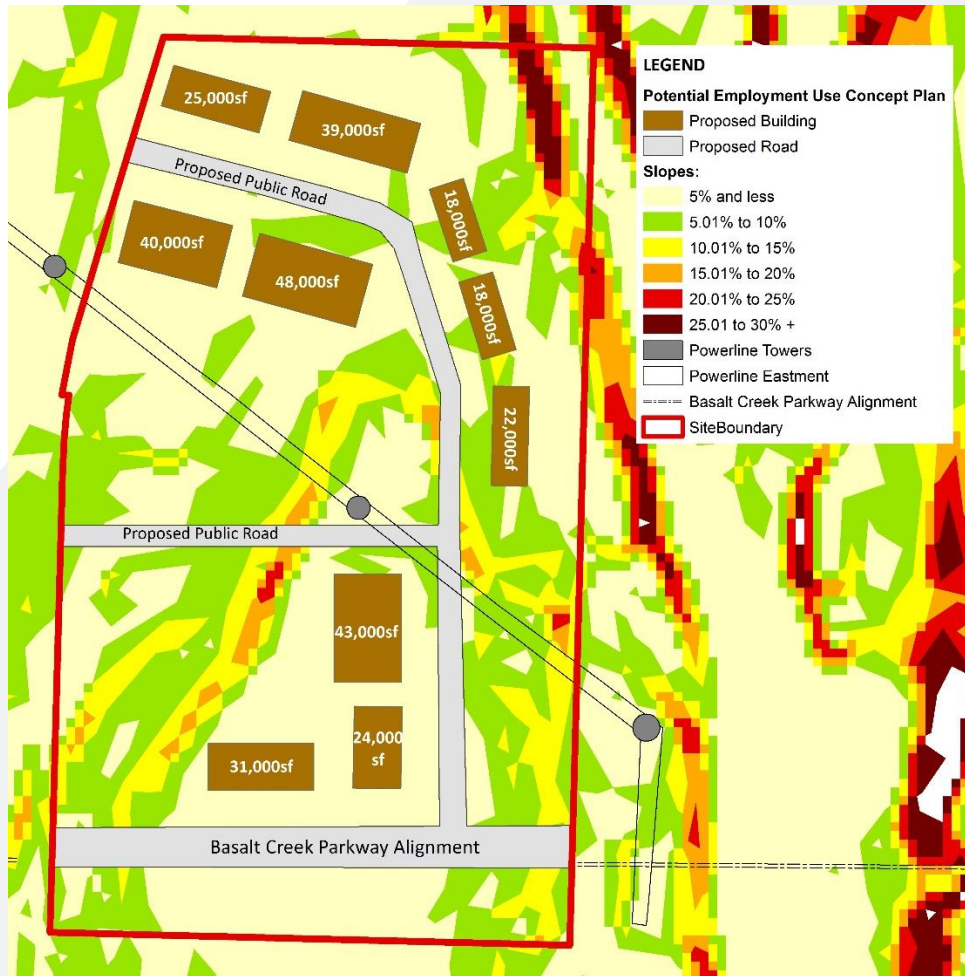 25,000sf
39,000sf
Proposed Public Road
18,000sf
40,000sf
48,000sf
18,000sf
22,000sf
Proposed Public Road
43,000sf
24,000
sf
31,000sf
Basalt Creek Parkway Alignment
LEGEND
Potential Employment Use Concept Plan
Proposed Building
Proposed Road
Slopes:
5% and less
5.01% to 10%
10.01% to 15%
15.01% to 20%
20.01% to 25%
25.01 to 30% +
Powerline Towers
Powerline Eastment
Basalt Creek Parkway Alignment
SiteBoundary